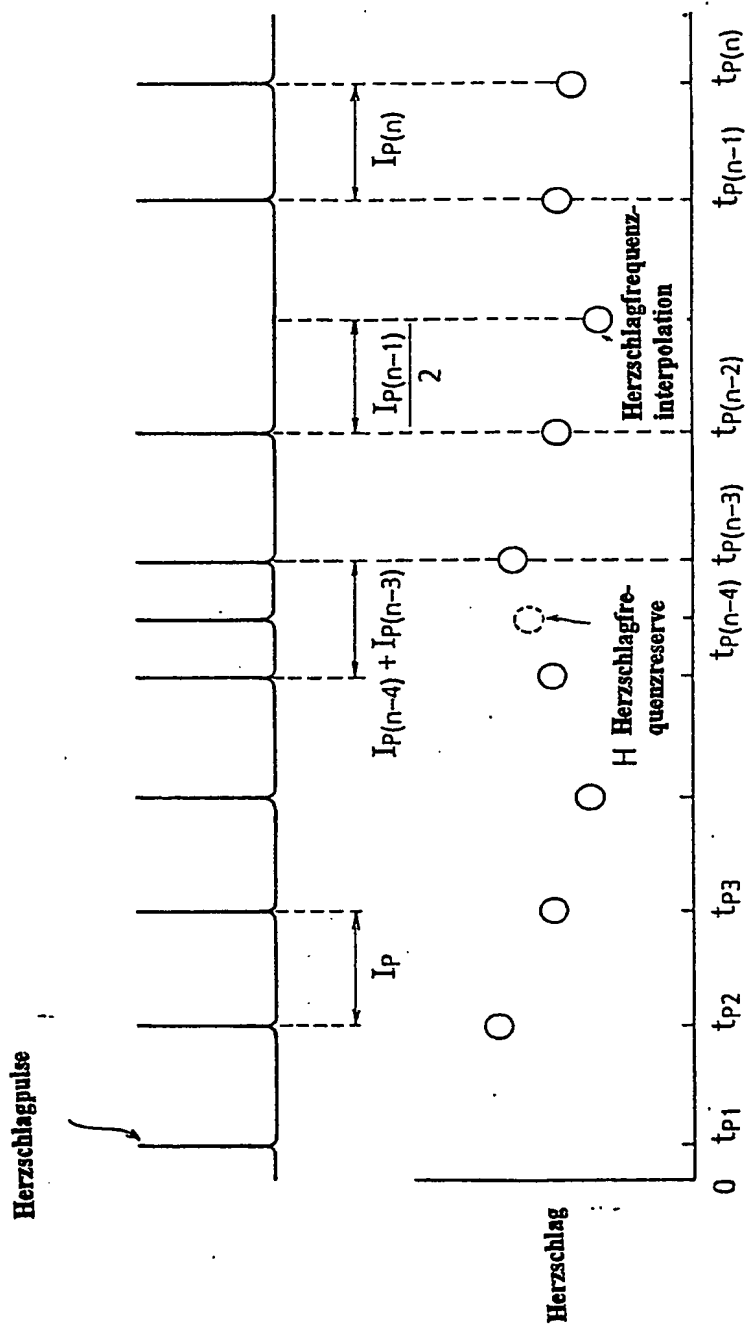 Herzschlagpulse
I_P
I_P(n-4) + I_P(n-3)
I_P(n-1)
2
I_P(n)
Herzschlag
H Herzschlagfre-
quenzreserve
Herzschlagfrequenz-
interpolation
0
t_P1
t_P2
t_P3
t_P(n-4)
t_P(n-3)
t_P(n-2)
t_P(n-1)
t_P(n)